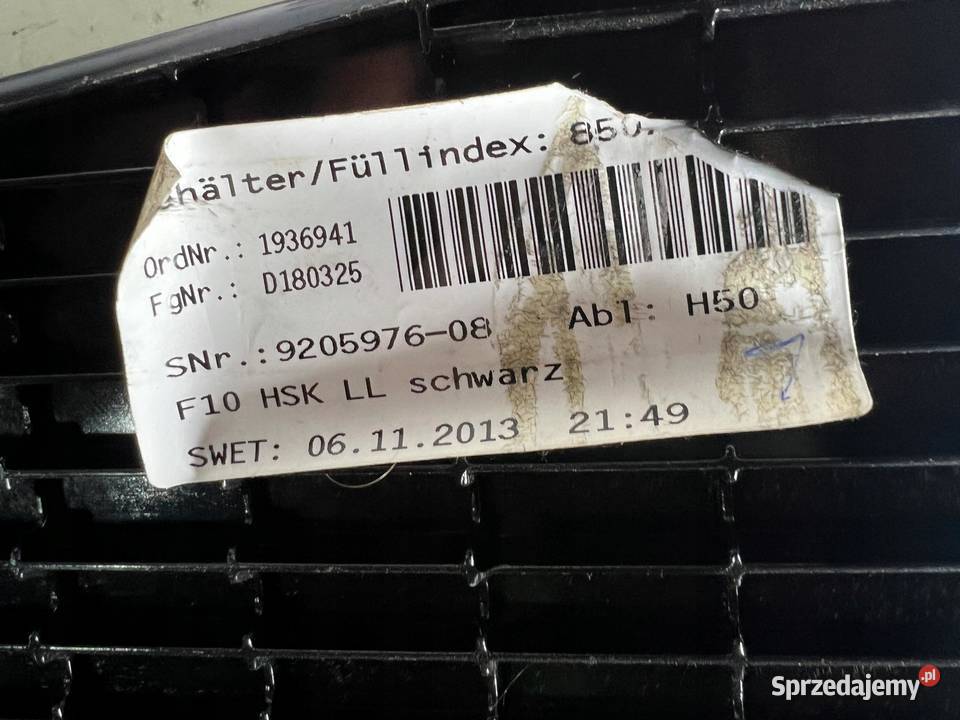 hälter/Füllindex: 850
OrdNr.: 1936941
FgNr.: D180325
SNr.:9205976-08 Abl: H50
F10 HSK LL schwarz
SWET: 06.11.2013 21:49
Sprzedajemy.pl